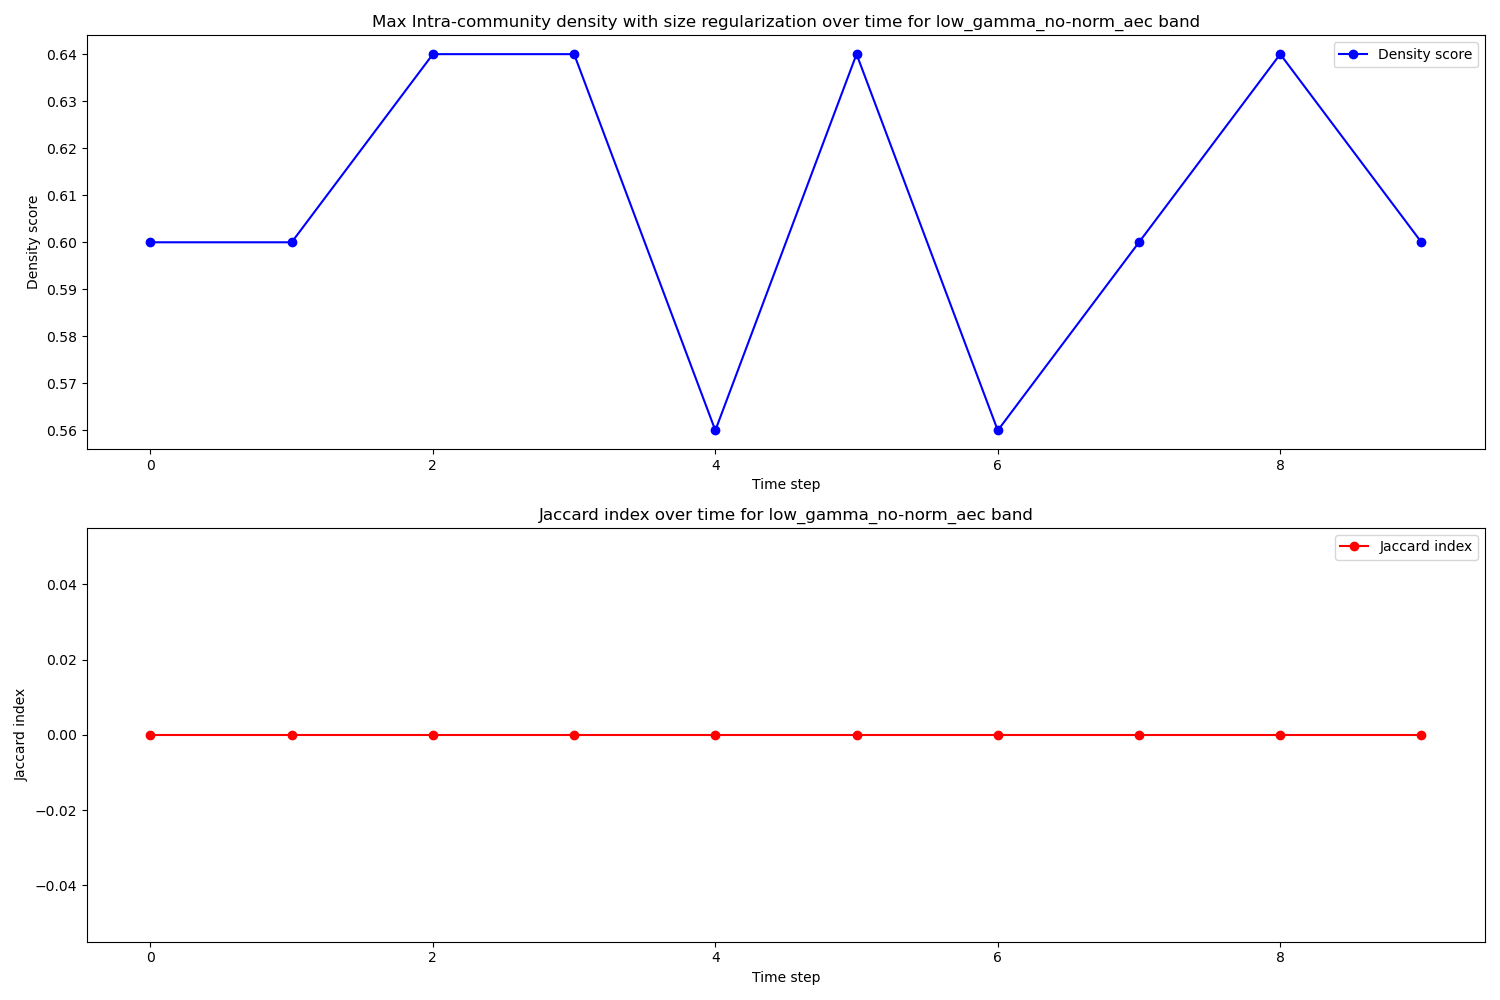 Max Intra-community density with size regularization over time for low_gamma_no-norm_aec band
Density score
0.64
0.63
0.62
0.61
0.60
0.59
0.58
0.57
0.56
Density score
0 2 4 6 8
Time step
Jaccard index over time for low_gamma_no-norm_aec band
Jaccard index
0.04
0.02
0.00
−0.02
−0.04
Jaccard index
0 2 4 6 8
Time step